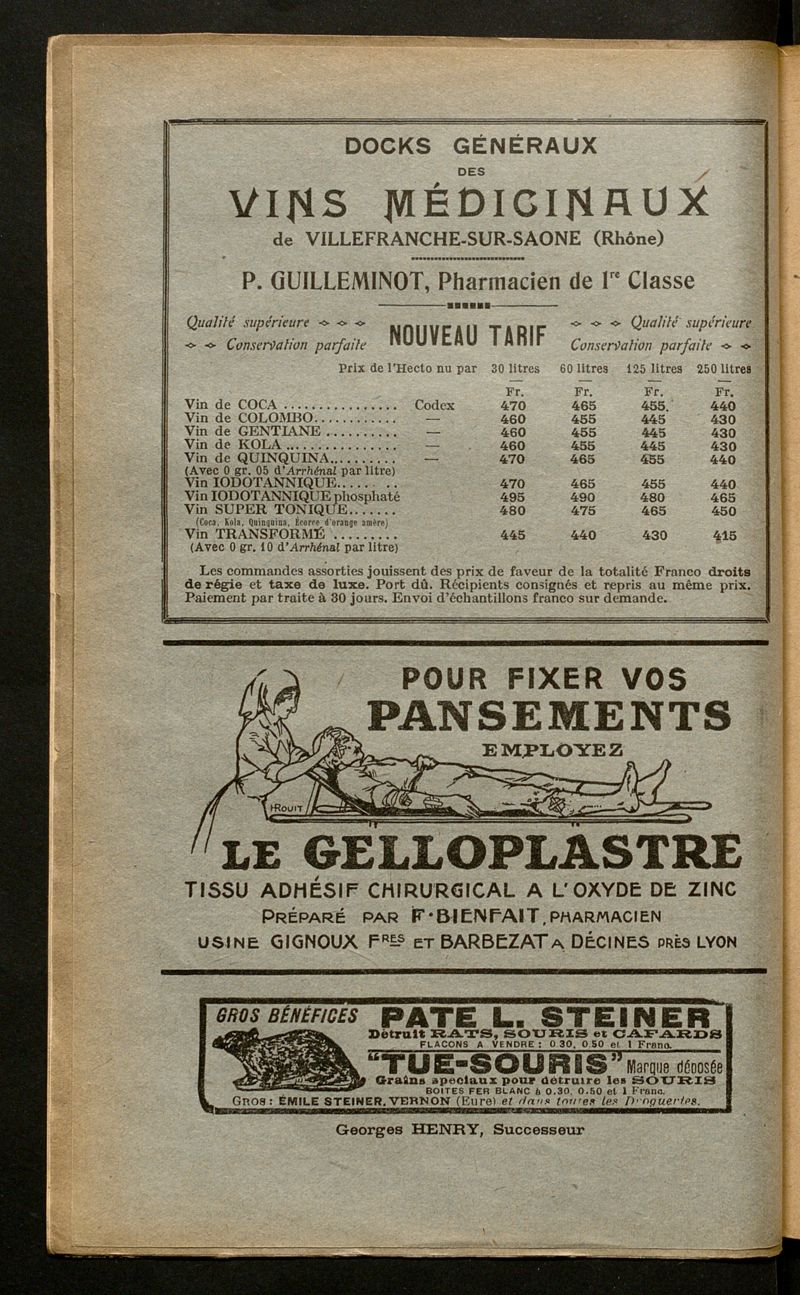 DOCKS GÉNÉRAUX
DES
VINS MÉDICINAUX
de VILLEFRANCHE-SUR-SAONE (Rhône)
P. GUILLEMINOT, Pharmacien de 1re Classe
Qualité supérieure
Conservation parfaite
NOUVEAU TARIF
Qualité supérieure
Conservation parfaite
Prix de l'Hecto nu par 30 litres 60 litres 125 litres 250 litres
Fr. Fr. Fr. Fr.
Vin de COCA ................ Codex 470 465 455. 440
Vin de COLOMBO............ — 460 455 445 430
Vin de GENTIANE .......... — 460 455 445 430
Vin de KOLA ................ — 460 455 445 430
Vin de QUINQUINA.......... — 470 465 455 440
(Avec 0 gr. 05 d'Arrhénal par litre)
Vin IODOTANNIQUE..... .. 470 465 455 440
Vin IODOTANNIQUE phosphaté 495 490 480 465
Vin SUPER TONIQUE....... 480 475 465 450
(Coca, Kola, Quinquina, Écorce d'orange amère)
Vin TRANSFORMÉ ......... 445 440 430 415
(Avec 0 gr. 10 d'Arrhénal par litre)
Les commandes assorties jouissent des prix de faveur de la totalité Franco droits
de régie et taxe de luxe. Port dû. Récipients consignés et repris au même prix.
Paiement par traite à 30 jours. Envoi d'échantillons franco sur demande.
POUR FIXER VOS
PANSEMENTS
EMPLOYEZ
H ROUIT
LE GELLOPLASTRE
TISSU ADHÉSIF CHIRURGICAL A L'OXYDE DE ZINC
PRÉPARÉ PAR F. BIENFAIT, PHARMACIEN
USINE GIGNOUX FRES ET BARBEZAT A DÉCINES PRÈS LYON
GROS BÉNÉFICES PATE L. STEINER
Détruit RATS, SOURIS et CAFARDS
FLACONS A VENDRE : 0 30, 0 50 et 1 Franc.
"TUE-SOURIS" Marque déposée
Grains spéciaux pour détruire les SOURIS
BOITES FER BLANC à 0.30, 0.50 et 1 Franc.
GROS : ÉMILE STEINER, VERNON (Eure) et dans toutes les Drogueries.
Georges HENRY, Successeur